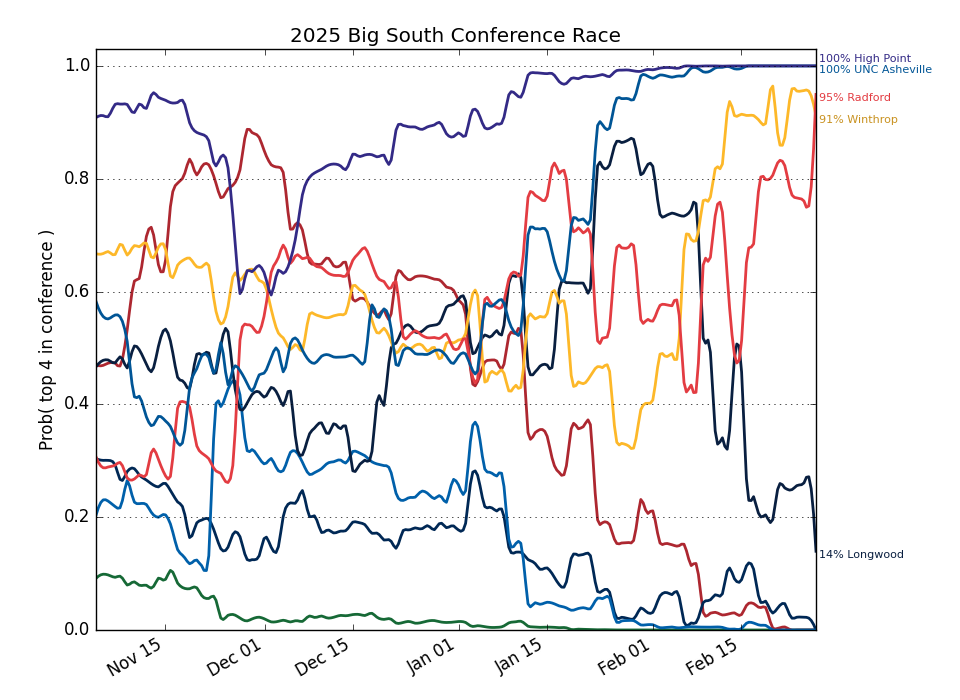 2025 Big South Conference Race
Prob( top 4 in conference )
1.0
0.8
0.6
0.4
0.2
0.0
Nov 15
Dec 01
Dec 15
Jan 01
Jan 15
Feb 01
Feb 15
100% High Point
100% UNC Asheville
95% Radford
91% Winthrop
14% Longwood